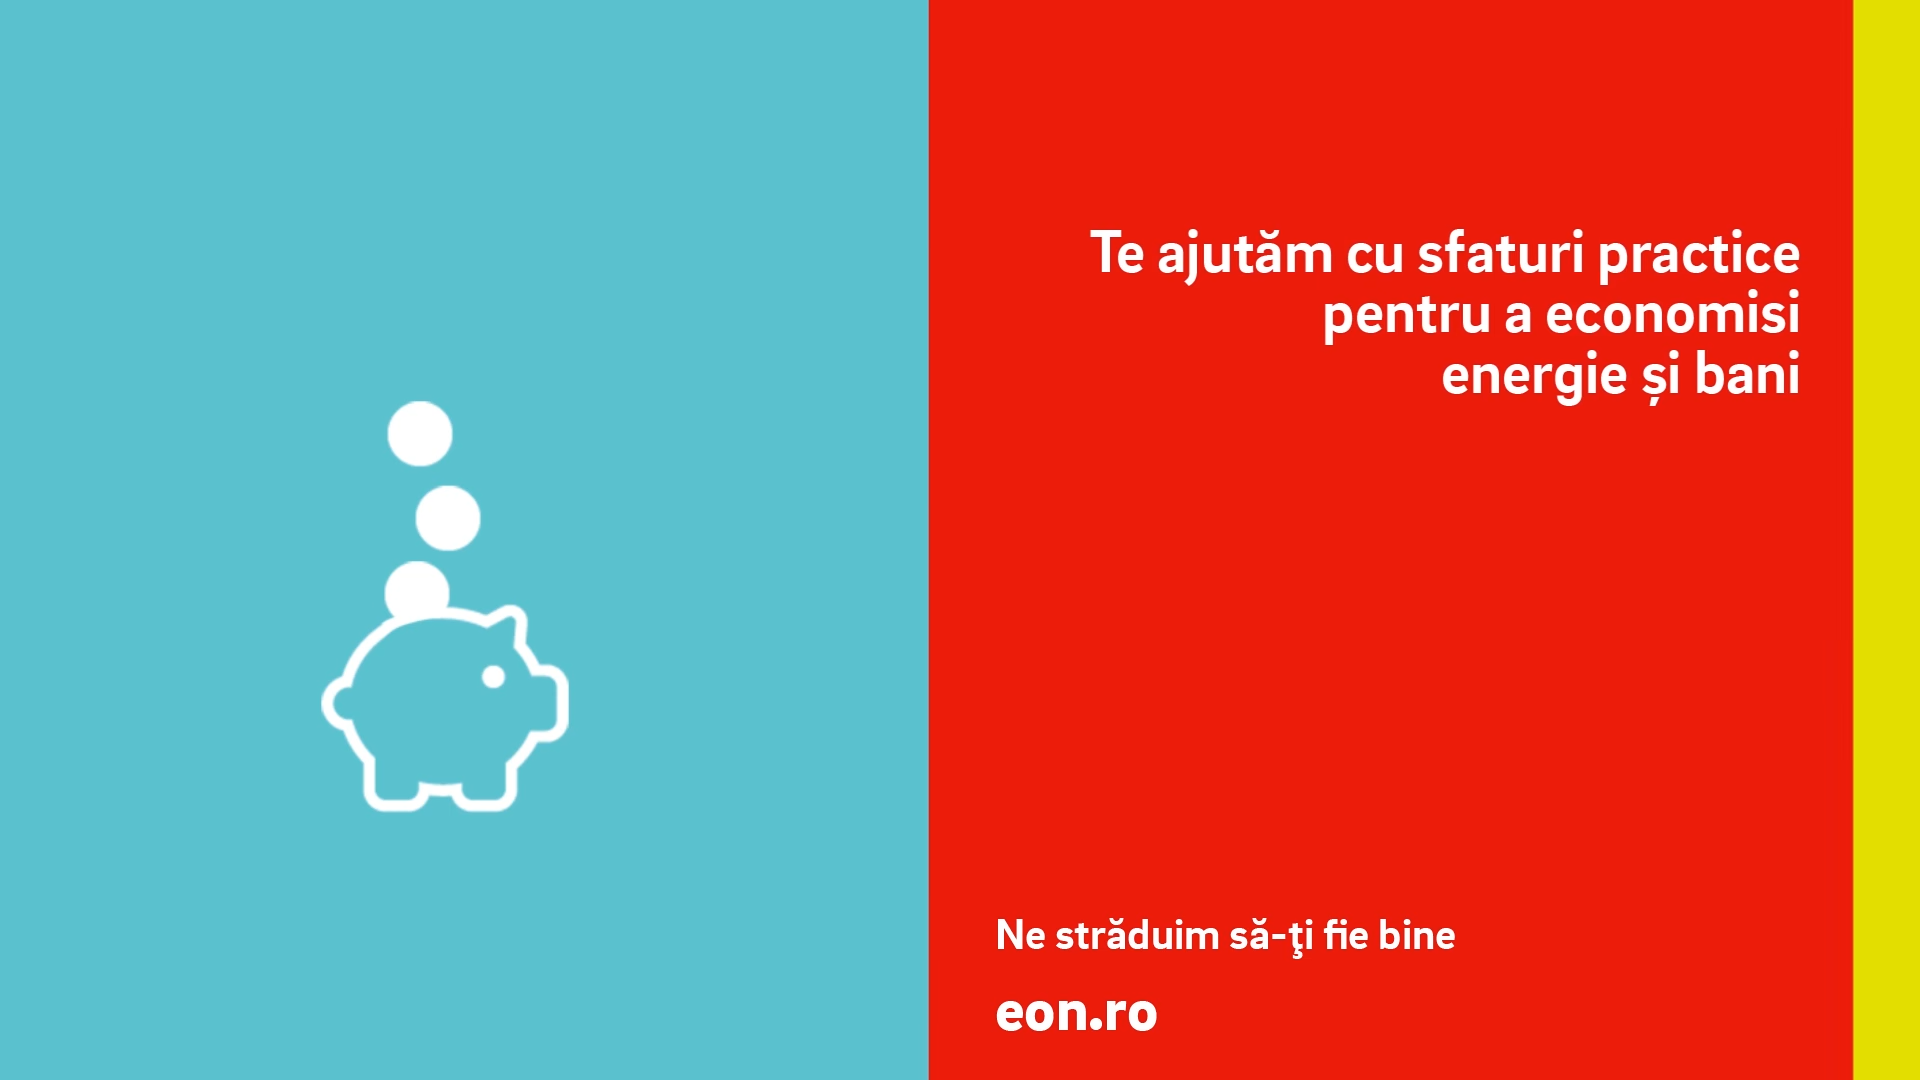 Te ajutăm cu sfaturi practice
pentru a economisi
energie și bani
Ne străduim să-ţi fie bine
eon.ro